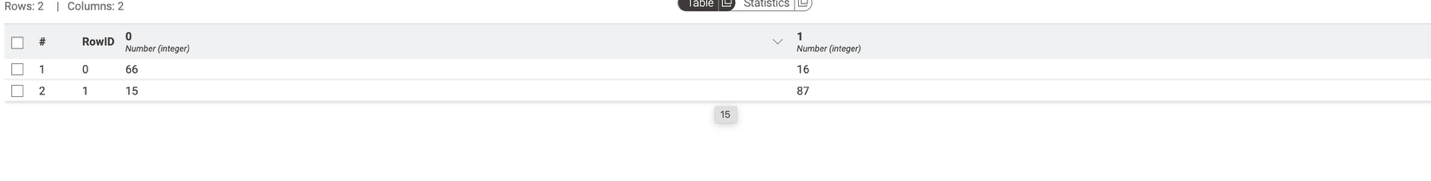 Rows: 2 | Columns: 2 Table Statistics
# RowID 0 1
Number (integer) Number (integer)
1 0 66 16
2 1 15 87
15